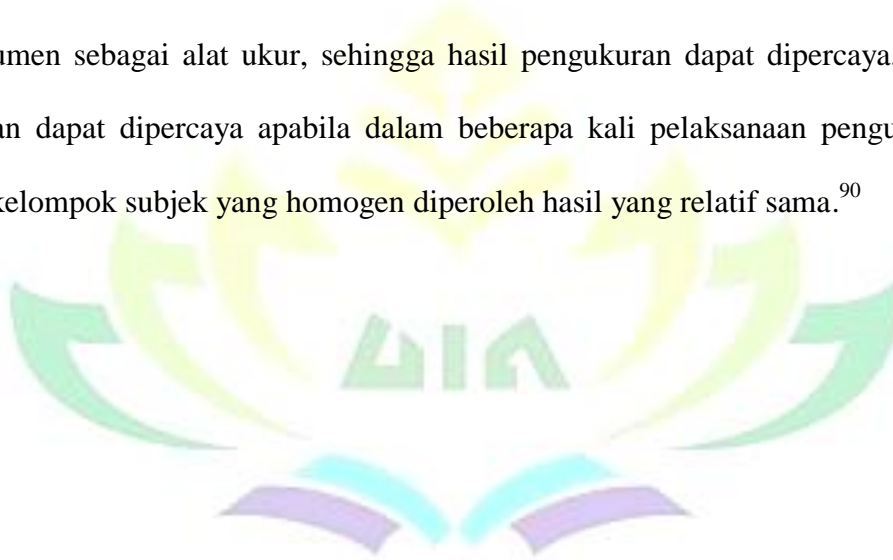 umen sebagai alat ukur, sehingga hasil pengukuran dapat dipercaya.
an dapat dipercaya apabila dalam beberapa kali pelaksanaan pengu
kelompok subjek yang homogen diperoleh hasil yang relatif sama.90
UIN